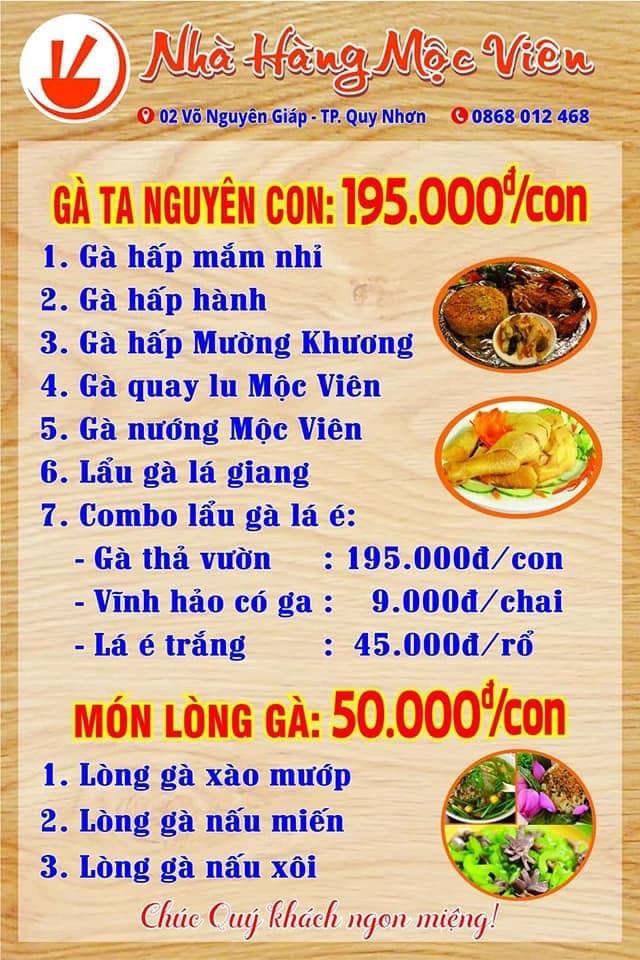 Nhà Hàng Mộc Viên
02 Võ Nguyên Giáp - TP. Quy Nhơn 0868 012 468
GÀ TA NGUYÊN CON: 195.000đ/con
1. Gà hấp mắm nhỉ
2. Gà hấp hành
3. Gà hấp Mường Khương
4. Gà quay lu Mộc Viên
5. Gà nướng Mộc Viên
6. Lẩu gà lá giang
7. Combo lẩu gà lá é:
- Gà thả vườn : 195.000đ/con
- Vĩnh hảo có ga : 9.000đ/chai
- Lá é trắng : 45.000đ/rổ
MÓN LÒNG GÀ: 50.000đ/con
1. Lòng gà xào mướp
2. Lòng gà nấu miến
3. Lòng gà nấu xôi
Chúc Quý khách ngon miệng!